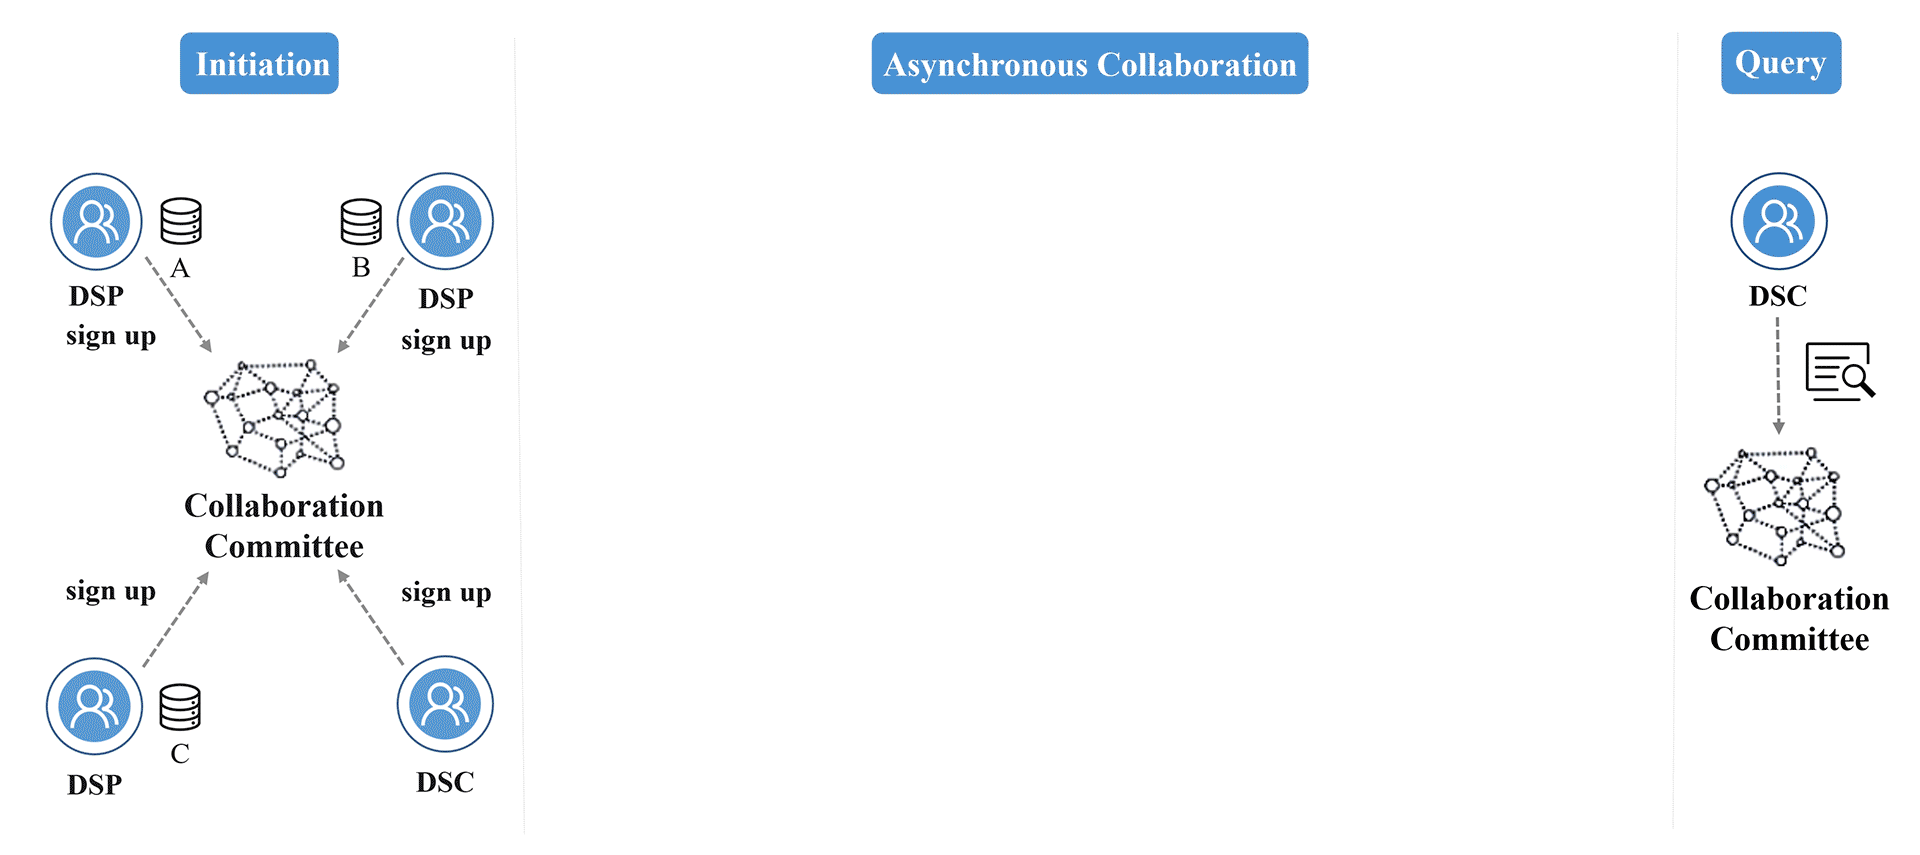 Initiation
Asynchronous Collaboration
Query
A
B
DSP
DSP
sign up
sign up
Collaboration
Committee
sign up
sign up
C
DSP
DSC
DSC
Collaboration
Committee